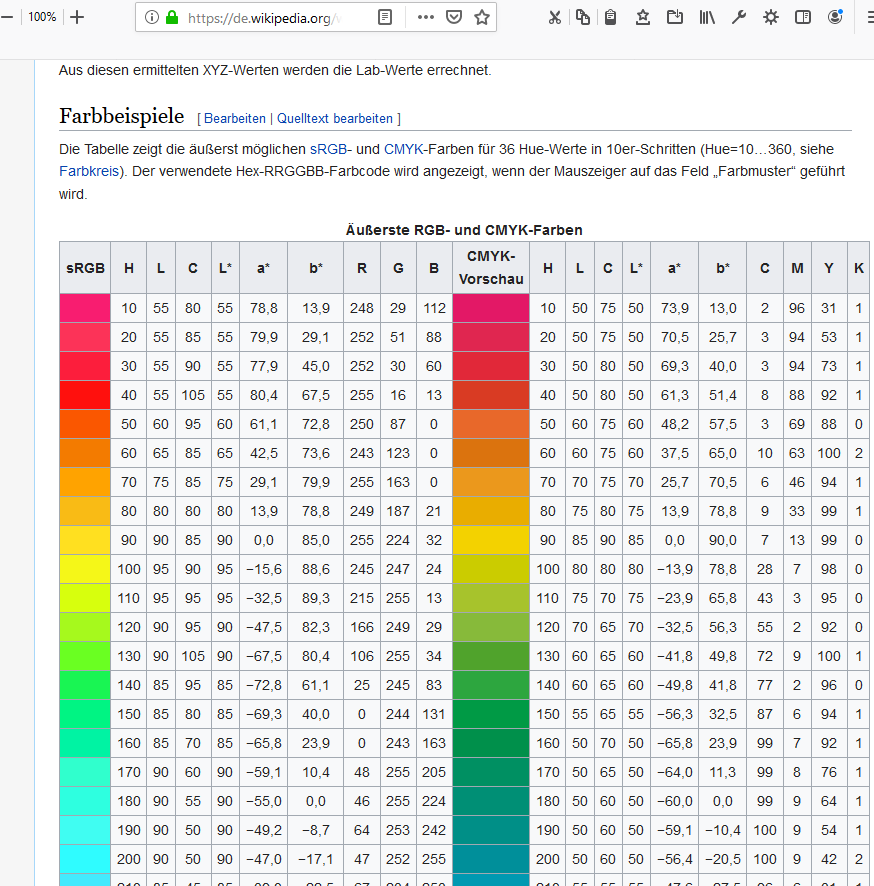 100%
https://de.wikipedia.org/
Aus diesen ermittelten XYZ-Werten werden die Lab-Werte errechnet.
Farbbeispiele [ Bearbeiten | Quelltext bearbeiten ]
Die Tabelle zeigt die äußerst möglichen sRGB- und CMYK-Farben für 36 Hue-Werte in 10er-Schritten (Hue=10…360, siehe
Farbkreis). Der verwendete Hex-RRGGBB-Farbcode wird angezeigt, wenn der Mauszeiger auf das Feld „Farbmuster“ geführt
wird.
Äußerste RGB- und CMYK-Farben
sRGB H L C L* a* b* R G B CMYK-Vorschau H L C L* a* b* C M Y K
10 55 80 55 78,8 13,9 248 29 112 10 50 75 50 73,9 13,0 2 96 31 1
20 55 85 55 79,9 29,1 252 51 88 20 50 75 50 70,5 25,7 3 94 53 1
30 55 90 55 77,9 45,0 252 30 60 30 50 80 50 69,3 40,0 3 94 73 1
40 55 105 55 80,4 67,5 255 16 13 40 50 80 50 61,3 51,4 8 88 92 1
50 60 95 60 61,1 72,8 250 87 0 50 60 75 60 48,2 57,5 3 69 88 0
60 65 85 65 42,5 73,6 243 123 0 60 60 75 60 37,5 65,0 10 63 100 2
70 75 85 75 29,1 79,9 255 163 0 70 70 75 70 25,7 70,5 6 46 94 1
80 80 80 80 13,9 78,8 249 187 21 80 75 80 75 13,9 78,8 9 33 99 1
90 90 85 90 0,0 85,0 255 224 32 90 85 90 85 0,0 90,0 7 13 99 0
100 95 90 95 −15,6 88,6 245 247 24 100 80 80 80 −13,9 78,8 28 7 98 0
110 95 95 95 −32,5 89,3 215 255 13 110 75 70 75 −23,9 65,8 43 3 95 0
120 90 95 90 −47,5 82,3 166 249 29 120 70 65 70 −32,5 56,3 55 2 92 0
130 90 105 90 −67,5 80,4 106 255 34 130 60 65 60 −41,8 49,8 72 9 100 1
140 85 95 85 −72,8 61,1 25 245 83 140 60 65 60 −49,8 41,8 77 2 96 0
150 85 80 85 −69,3 40,0 0 244 131 150 55 65 55 −56,3 32,5 87 6 94 1
160 85 70 85 −65,8 23,9 0 243 163 160 50 70 50 −65,8 23,9 99 7 92 1
170 90 60 90 −59,1 10,4 48 255 205 170 50 65 50 −64,0 11,3 99 8 76 1
180 90 55 90 −55,0 0,0 46 255 224 180 50 60 50 −60,0 0,0 99 9 64 1
190 90 50 90 −49,2 −8,7 64 253 242 190 50 60 50 −59,1 −10,4 100 9 54 1
200 90 50 90 −47,0 −17,1 47 252 255 200 50 60 50 −56,4 −20,5 100 9 42 2